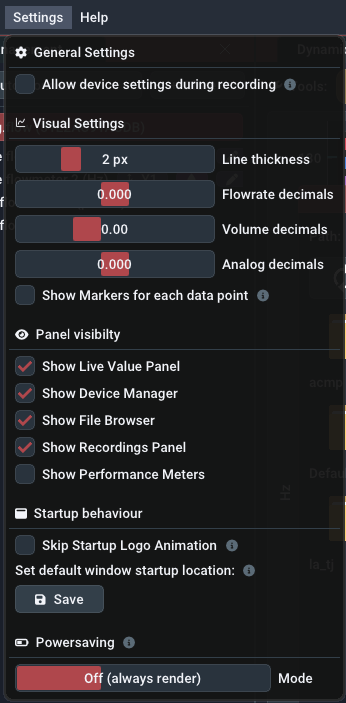 Settings Help
General Settings
Allow device settings during recording
Visual Settings
2 px Line thickness
0.000 Flowrate decimals
0.00 Volume decimals
0.000 Analog decimals
Show Markers for each data point
Panel visibilty
Show Live Value Panel
Show Device Manager
Show File Browser
Show Recordings Panel
Show Performance Meters
Startup behaviour
Skip Startup Logo Animation
Set default window startup location:
Save
Powersaving
Off (always render) Mode